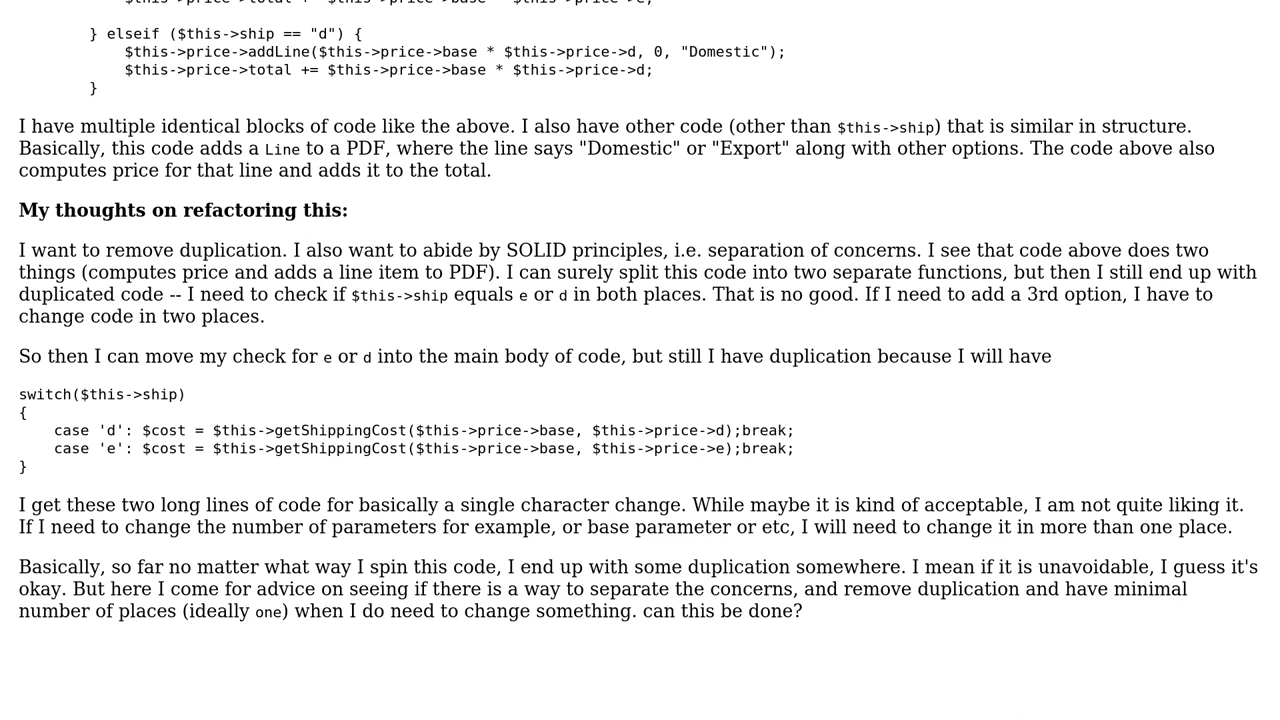 } elseif ($this->ship == "d") {
$this->price->addLine($this->price->base * $this->price->d, 0, "Domestic");
$this->price->total += $this->price->base * $this->price->d;
}
I have multiple identical blocks of code like the above. I also have other code (other than $this->ship) that is similar in structure.
Basically, this code adds a Line to a PDF, where the line says "Domestic" or "Export" along with other options. The code above also
computes price for that line and adds it to the total.
My thoughts on refactoring this:
I want to remove duplication. I also want to abide by SOLID principles, i.e. separation of concerns. I see that code above does two
things (computes price and adds a line item to PDF). I can surely split this code into two separate functions, but then I still end up with
duplicated code -- I need to check if $this->ship equals e or d in both places. That is no good. If I need to add a 3rd option, I have to
change code in two places.
So then I can move my check for e or d into the main body of code, but still I have duplication because I will have
switch($this->ship)
{
case 'd': $cost = $this->getShippingCost($this->price->base, $this->price->d);break;
case 'e': $cost = $this->getShippingCost($this->price->base, $this->price->e);break;
}
I get these two long lines of code for basically a single character change. While maybe it is kind of acceptable, I am not quite liking it.
If I need to change the number of parameters for example, or base parameter or etc, I will need to change it in more than one place.
Basically, so far no matter what way I spin this code, I end up with some duplication somewhere. I mean if it is unavoidable, I guess it's
okay. But here I come for advice on seeing if there is a way to separate the concerns, and remove duplication and have minimal
number of places (ideally one) when I do need to change something. can this be done?